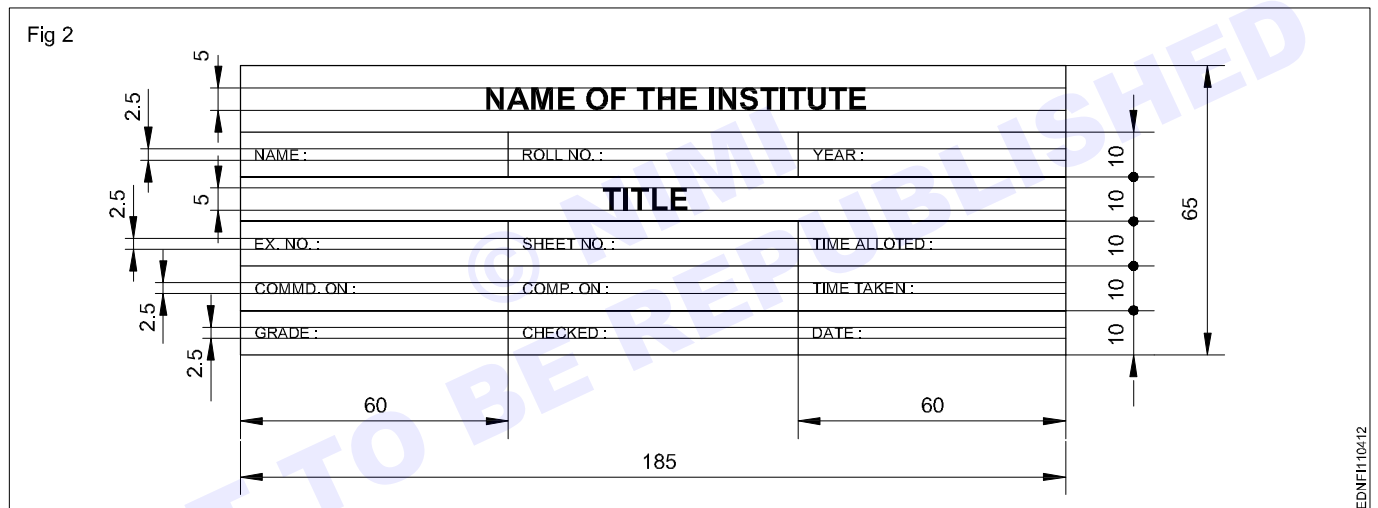 Fig 2
5
2.5
NAME OF THE INSTITUTE
NAME : ROLL NO. : YEAR :
10
5
2.5
TITLE
10
65
EX. NO. : SHEET NO. : TIME ALLOTED :
10
2.5
COMMD. ON : COMP. ON : TIME TAKEN :
10
2.5
GRADE : CHECKED : DATE :
10
60 60
185
© NIMI
T TO BE REPUBLISHED
EDNFI110412